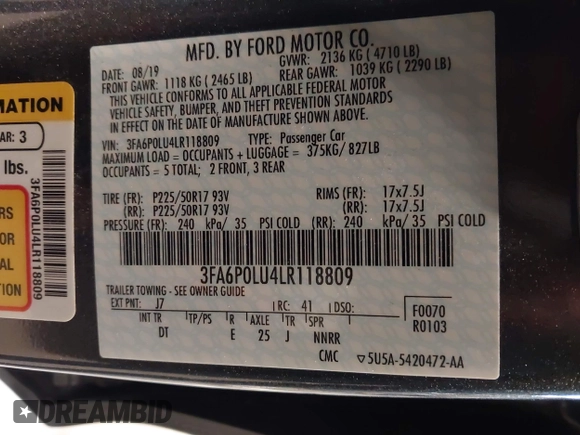 MFD. BY FORD MOTOR CO.
DATE: 08/19
GVWR: 2136 KG ( 4710 LB)
FRONT GAWR: 1118 KG ( 2465 LB)
REAR GAWR: 1039 KG ( 2290 LB)
THIS VEHICLE CONFORMS TO ALL APPLICABLE FEDERAL MOTOR
VEHICLE SAFETY, BUMPER, AND THEFT PREVENTION STANDARDS
IN EFFECT ON THE DATE OF MANUFACTURE SHOWN ABOVE.
VIN: 3FA6P0LU4LR118809 TYPE: Passenger Car
MAXIMUM LOAD = OCCUPANTS + LUGGAGE = 375KG/ 827LB
OCCUPANTS = 5 TOTAL; 2 FRONT, 3 REAR
TIRE (FR): P225/50R17 93V RIMS (FR): 17x7.5J
(RR): P225/50R17 93V (RR): 17x7.5J
PRESSURE (FR): 240 kPa/ 35 PSI COLD (RR): 240 kPa/ 35 PSI COLD
3FA6P0LU4LR118809
TRAILER TOWING - SEE OWNER GUIDE
EXT PNT: J7 RC: 41 DSO:
F0070
R0103
INT TR TP/PS R AXLE TR SPR
DT E 25 J NNRR
CMC ▽5U5A-5420472-AA
MATION
AR: 3
lbs.
3FA6P0LU4LR118809
RS
OR
AL
S
DREAMBID